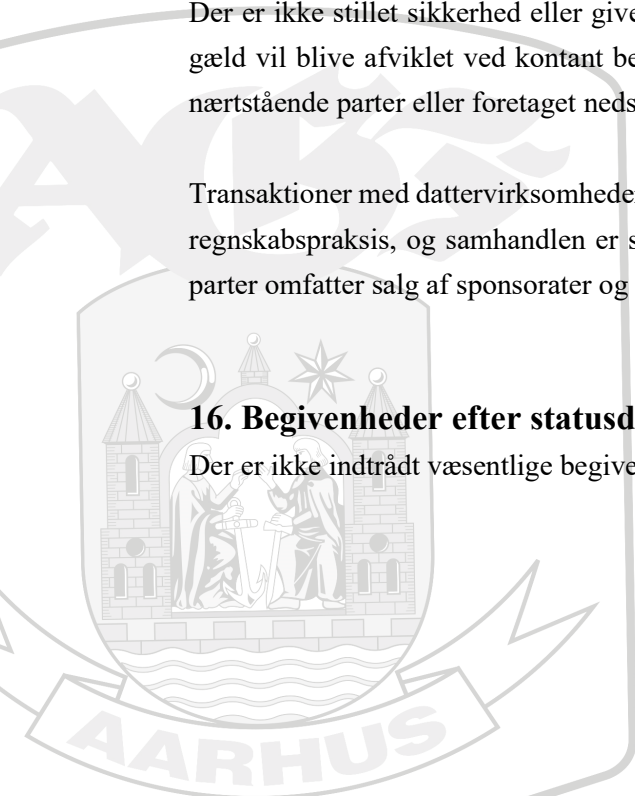 Der er ikke stillet sikkerhed eller give
gæld vil blive afviklet ved kontant be
nærtstående parter eller foretaget neds
Transaktioner med dattervirksomheder
regnskabspraksis, og samhandlen er s
parter omfatter salg af sponsorater og
16. Begivenheder efter statusd
Der er ikke indtrådt væsentlige begive
AGF
AARHUS